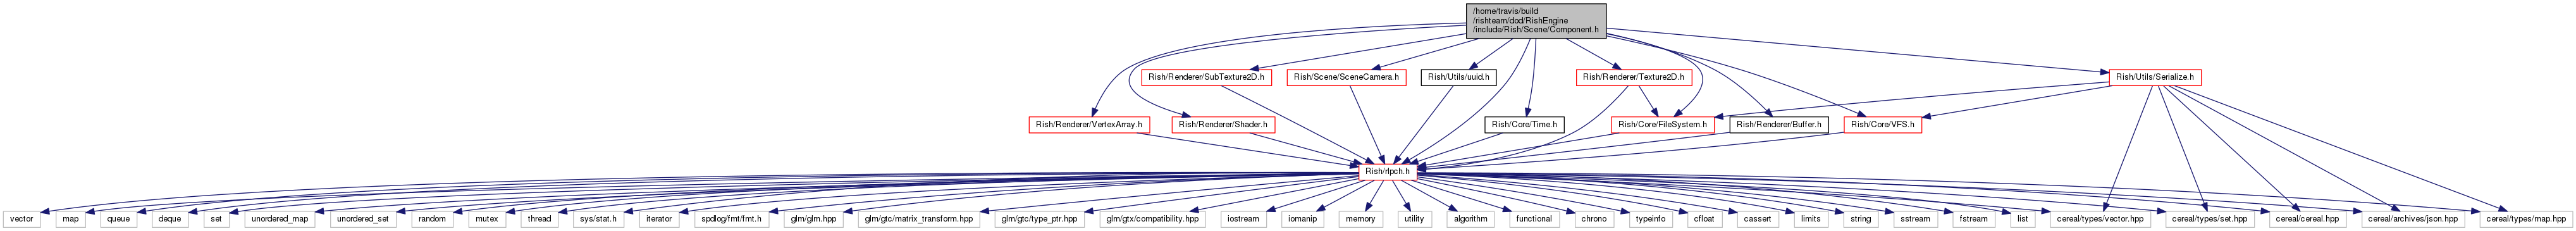 /home/travis/build
/rishteam/dod/RishEngine
/include/Rish/Scene/Component.h
Rish/Renderer/SubTexture2D.h
Rish/Scene/SceneCamera.h
Rish/Utils/uuid.h
Rish/Renderer/Texture2D.h
Rish/Utils/Serialize.h
Rish/Renderer/VertexArray.h
Rish/Renderer/Shader.h
Rish/Core/Time.h
Rish/Core/FileSystem.h
Rish/Renderer/Buffer.h
Rish/Core/VFS.h
Rish/rlpch.h
vector
map
queue
deque
set
unordered_map
unordered_set
random
mutex
thread
sys/stat.h
iterator
spdlog/fmt/fmt.h
glm/glm.hpp
glm/gtc/matrix_transform.hpp
glm/gtc/type_ptr.hpp
glm/gtx/compatibility.hpp
iostream
iomanip
memory
utility
algorithm
functional
chrono
typeinfo
cfloat
cassert
limits
string
sstream
fstream
list
cereal/types/vector.hpp
cereal/types/set.hpp
cereal/cereal.hpp
cereal/archives/json.hpp
cereal/types/map.hpp